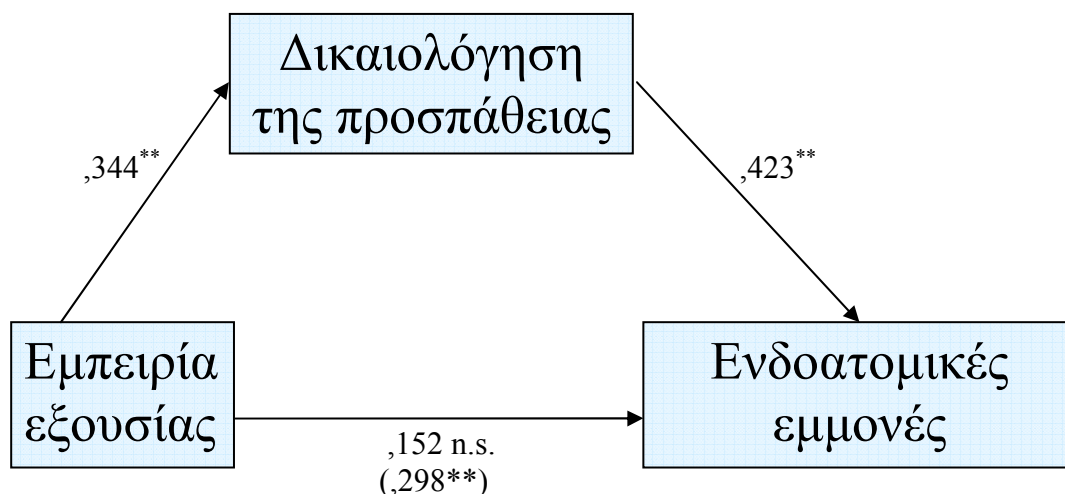 Δικαιολόγηση
της προσπάθειας
,344**
,423**
Εμπειρία
εξουσίας
Ενδοατομικές
εμμονές
,152 n.s.
(,298**)